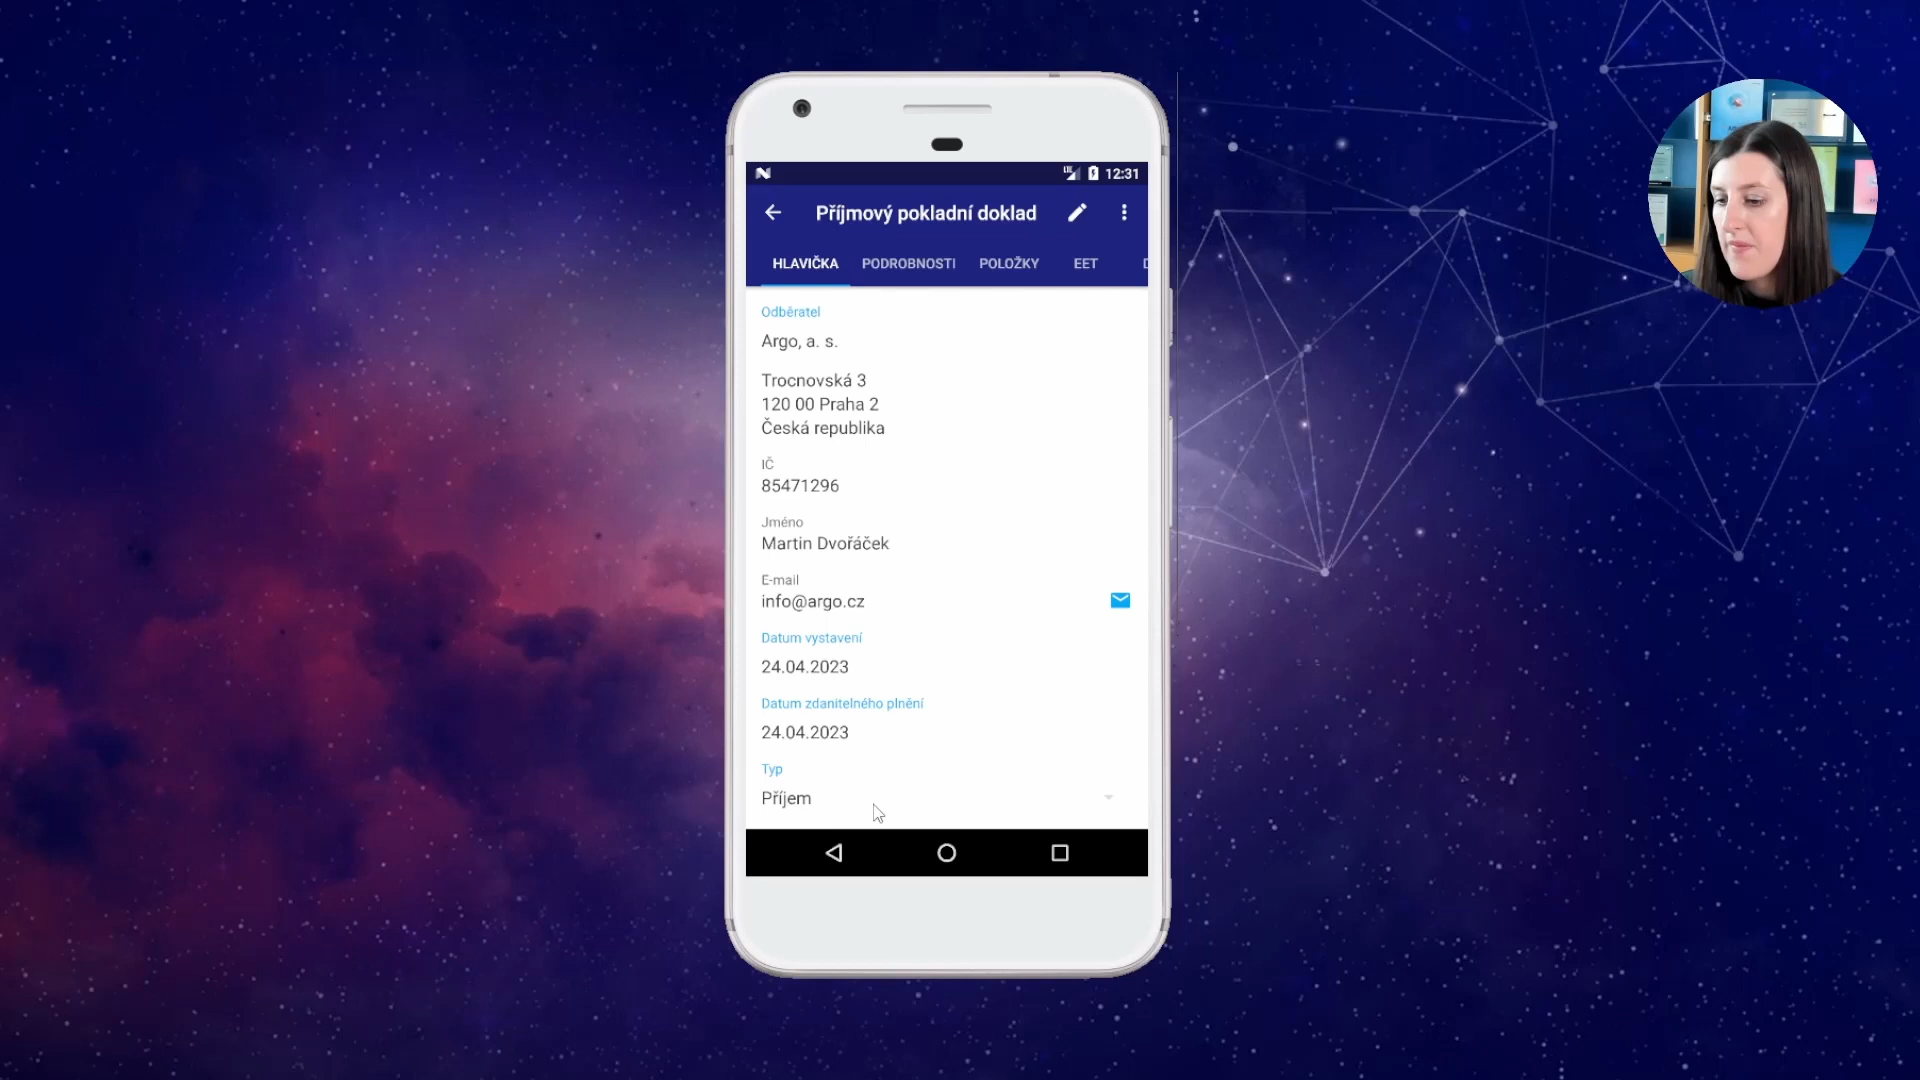 12:31
Příjmový pokladní doklad
HLAVIČKA PODROBNOSTI POLOŽKY EET
Odběratel
Argo, a. s.
Trocnovská 3
120 00 Praha 2
Česká republika
IČ
85471296
Jméno
Martin Dvořáček
E-mail
info@argo.cz
Datum vystavení
24.04.2023
Datum zdanitelného plnění
24.04.2023
Typ
Příjem